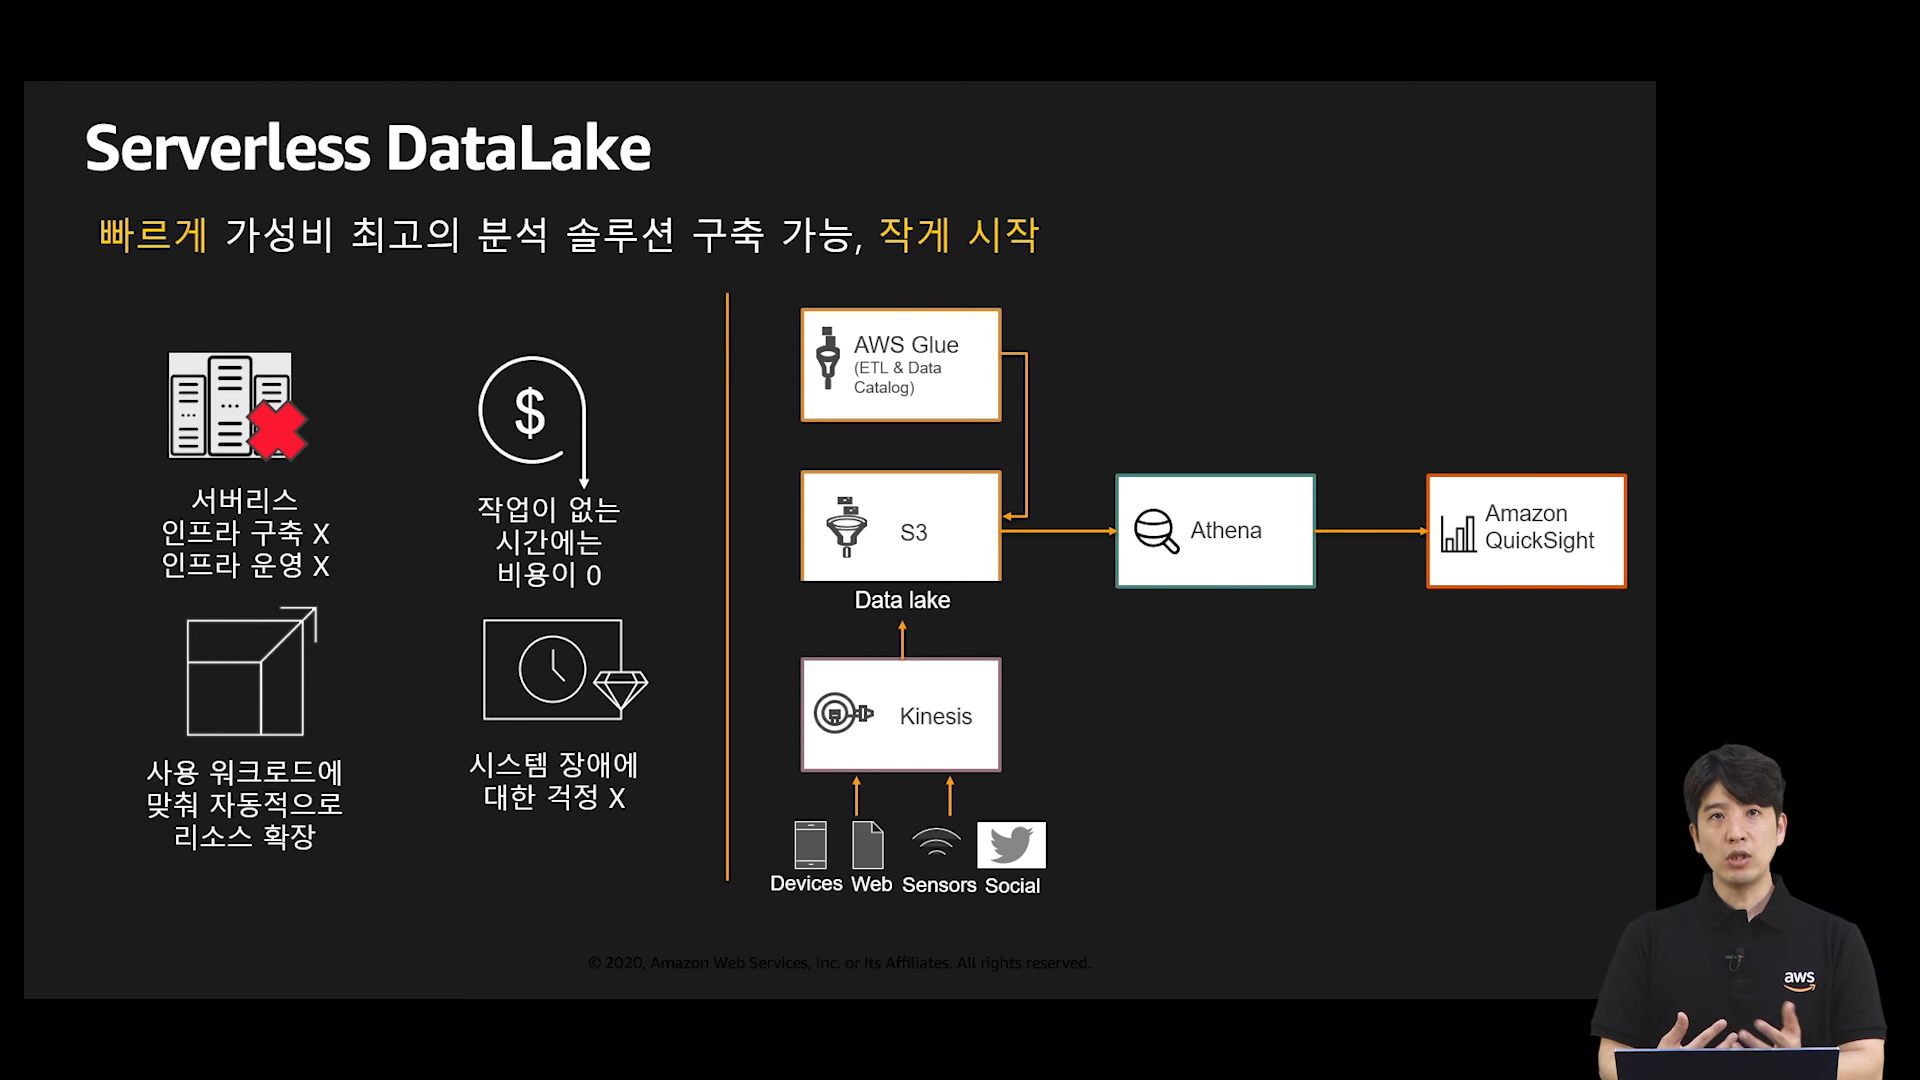 Serverless DataLake
빠르게 가성비 최고의 분석 솔루션 구축 가능, 작게 시작
서버리스
인프라 구축 X
인프라 운영 X
$
작업이 없는
시간에는
비용이 0
사용 워크로드에
맞춰 자동적으로
리소스 확장
시스템 장애에
대한 걱정 X
AWS Glue
(ETL & Data
Catalog)
S3
Data lake
Athena
Amazon
QuickSight
Kinesis
Devices Web Sensors Social
© 2020, Amazon Web Services, Inc. or Its Affiliates. All rights reserved.
aws